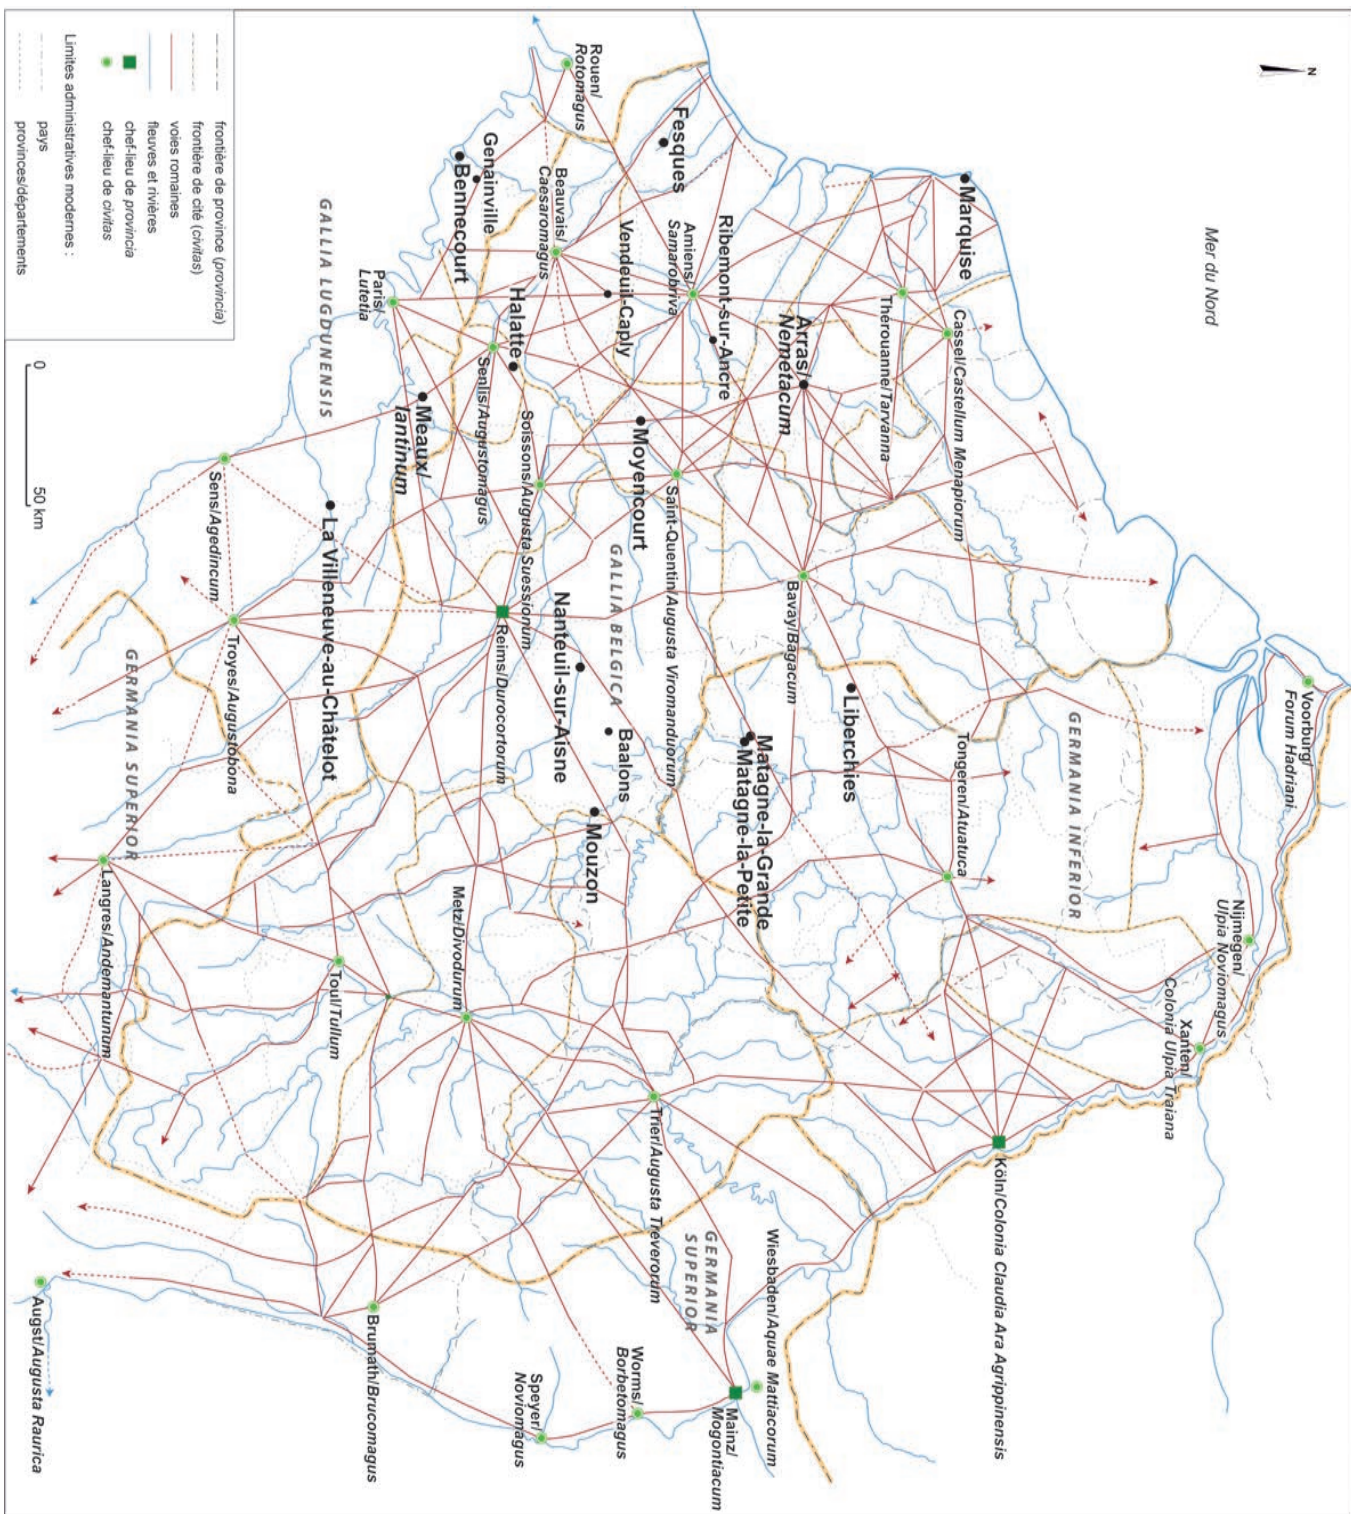 N
Mer du Nord
Voorburg/
Forum Hadriani
Nijmegen/
Ulpia Noviomagus
Xanten/
Colonia Ulpia Traiana
GERMANIA INFERIOR
Köln/Colonia Claudia Ara Agrippinensis
Marquise
Cassel/Castellum Menapiorum
Tongeren/Atuatuca
Thérouanne/Tarvanna
Liberchies
Arras/
Nemetacum
Bavay/Bagacum
Wiesbaden/Aquae Mattiacorum
Matagne-la-Grande
Matagne-la-Petite
Mainz/
Mogontiacum
Ribemont-sur-Ancre
GERMANIA
SUPERIOR
Amiens/
Samarobriva
Fesques
Saint-Quentin/Augusta Viromanduorum
Trier/Augusta Treverorum
Moyencourt
Vendeuil-Caply
Worms/
Borbetomagus
Baalons
GALLIA BELGICA
Mouzon
Rouen/
Rotomagus
Nanteuil-sur-Aisne
Beauvais/
Caesaromagus
Speyer/
Noviomagus
Soissons/Augusta Suessionum
Halatte
Reims/Durocortorum
Senlis/Augustomagus
Genainville
Bennecourt
Metz/Divodurum
Meaux/
Iantinum
Paris/
Lutetia
Brumath/Brucomagus
GALLIA LUGDUNENSIS
La Villeneuve-au-Châtelot
Toul/Tullum
Troyes/Augustobona
Sens/Agedincum
GERMANIA SUPERIOR
Langres/Andemantunum
Augst/Augusta Raurica
frontière de province (provincia)
frontière de cité (civitas)
voies romaines
fleuves et rivières
chef-lieu de provincia
chef-lieu de civitas
Limites administratives modernes :
pays
provinces/départements
0
50 km